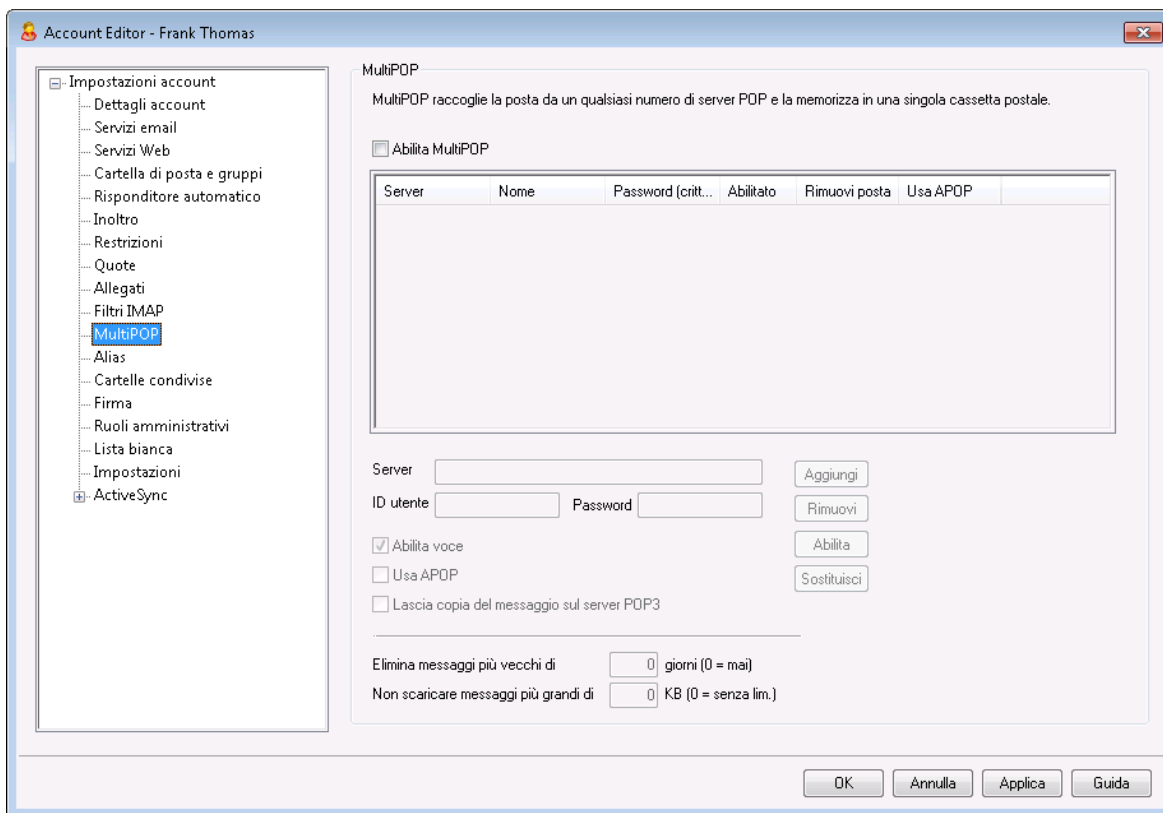 Account Editor - Frank Thomas
Impostazioni account
Dettagli account
Servizi email
Servizi Web
Cartella di posta e gruppi
Risponditore automatico
Inoltro
Restrizioni
Quote
Allegati
Filtri IMAP
MultiPOP
Alias
Cartelle condivise
Firma
Ruoli amministrativi
Lista bianca
Impostazioni
ActiveSync
MultiPOP
MultiPOP raccoglie la posta da un qualsiasi numero di server POP e la memorizza in una singola cassetta postale.
Abilita MultiPOP
Server Nome Password (critt... Abilitato Rimuovi posta Usa APOP
Server Aggiungi
ID utente Password Rimuovi
Abilita voce Abilita
Usa APOP Sostituisci
Lascia copia del messaggio sul server POP3
Elimina messaggi più vecchi di 0 giorni (0 = mai)
Non scaricare messaggi più grandi di 0 KB (0 = senza lim.)
OK Annulla Applica Guida